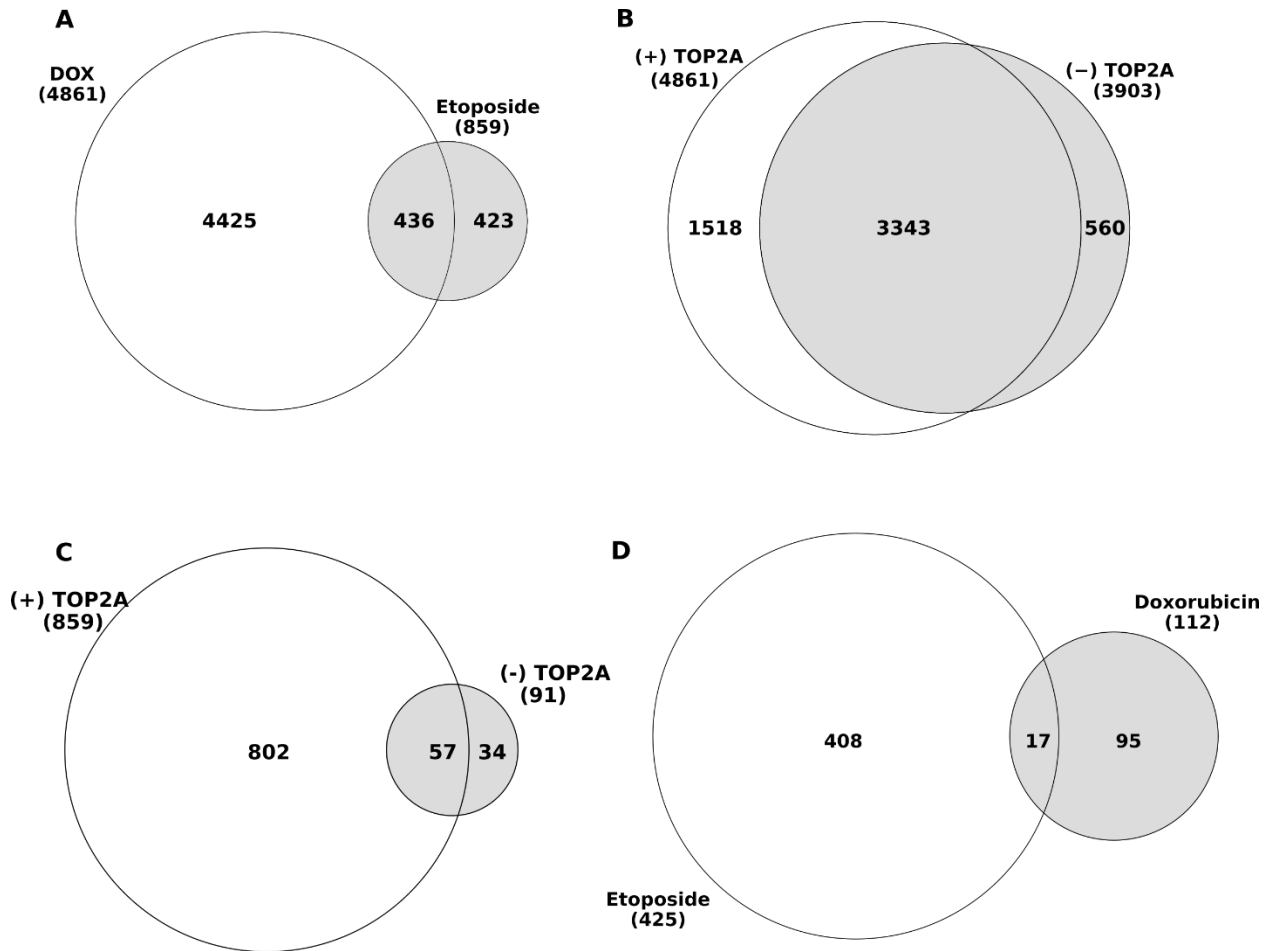 A
DOX
(4861)
Etoposide
(859)
4425
436
423
B
(+) TOP2A
(4861)
(−) TOP2A
(3903)
1518
3343
560
C
(+) TOP2A
(859)
(-) TOP2A
(91)
802
57
34
D
Doxorubicin
(112)
408
17
95
Etoposide
(425)